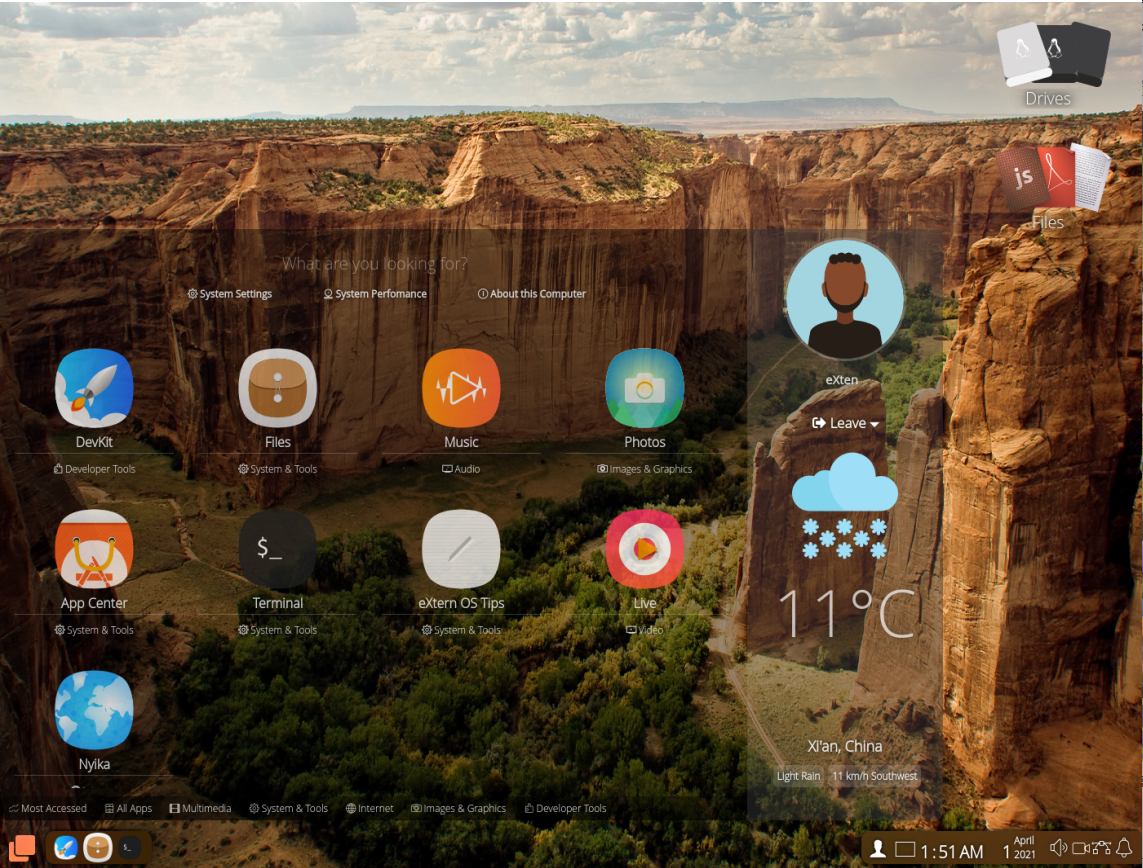 Drives
js
Files
What are you looking for?
System Settings
System Perfomance
About this Computer
eXten
Leave
DevKit
Files
Music
Photos
Developer Tools
System & Tools
Audio
Images & Graphics
$_
App Center
Terminal
eXtern OS Tips
Live
System & Tools
System & Tools
System & Tools
Video
11°C
Xi'an, China
Light Rain
11 km/h Southwest
Nyika
Most Accessed
All Apps
Multimedia
System & Tools
Internet
Images & Graphics
Developer Tools
$_
1:51AM
1
April
2021